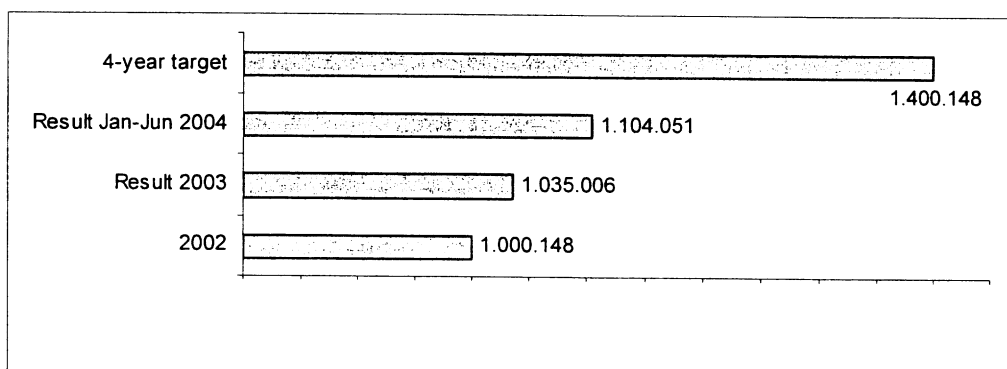 4-year target
1.400.148
Result Jan-Jun 2004 1.104.051
Result 2003 1.035.006
2002 1.000.148